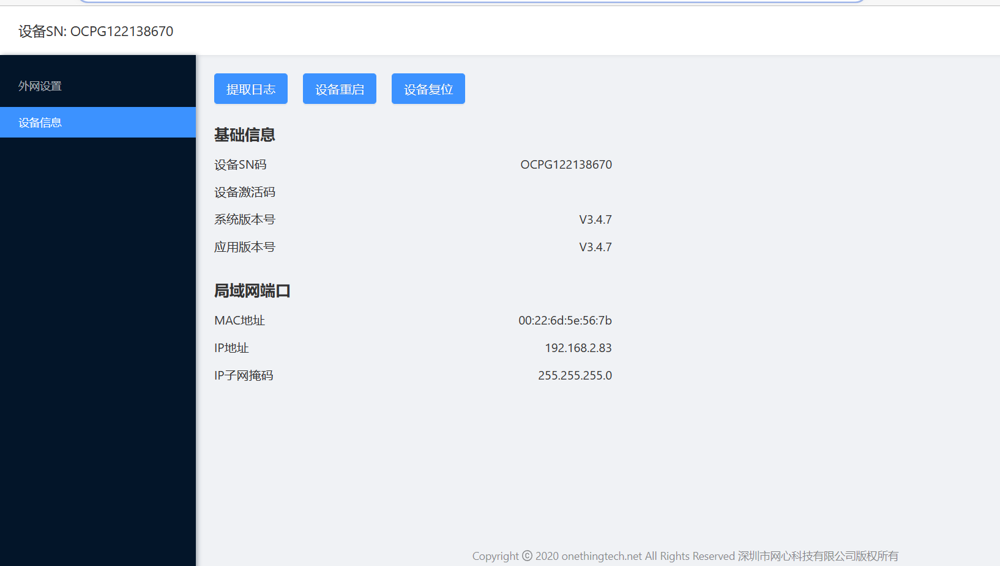 设备SN: OCPG122138670
外网设置
设备信息
提取日志 设备重启 设备复位
基础信息
设备SN码 OCPG122138670
设备激活码
系统版本号 V3.4.7
应用版本号 V3.4.7
局域网端口
MAC地址 00:22:6d:5e:56:7b
IP地址 192.168.2.83
IP子网掩码 255.255.255.0
Copyright © 2020 onethingtech.net All Rights Reserved 深圳市网心科技有限公司版权所有